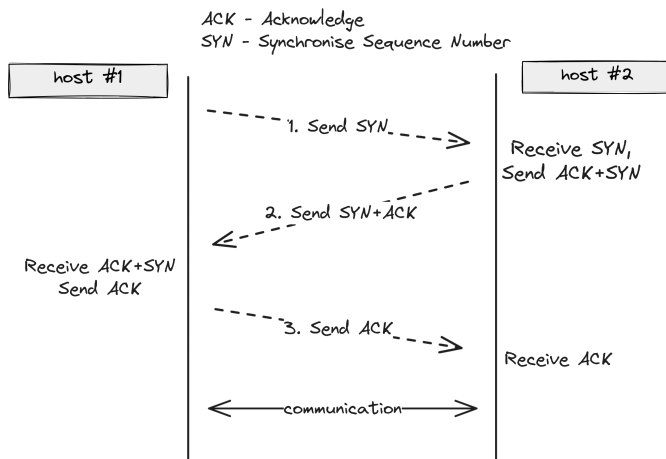 ACK - Acknowledge
SYN - Synchronise Sequence Number
host #1
host #2
1. Send SYN
Receive SYN,
Send ACK+SYN
2. Send SYN+ACK
Receive ACK+SYN
Send ACK
3. Send ACK
Receive ACK
communication